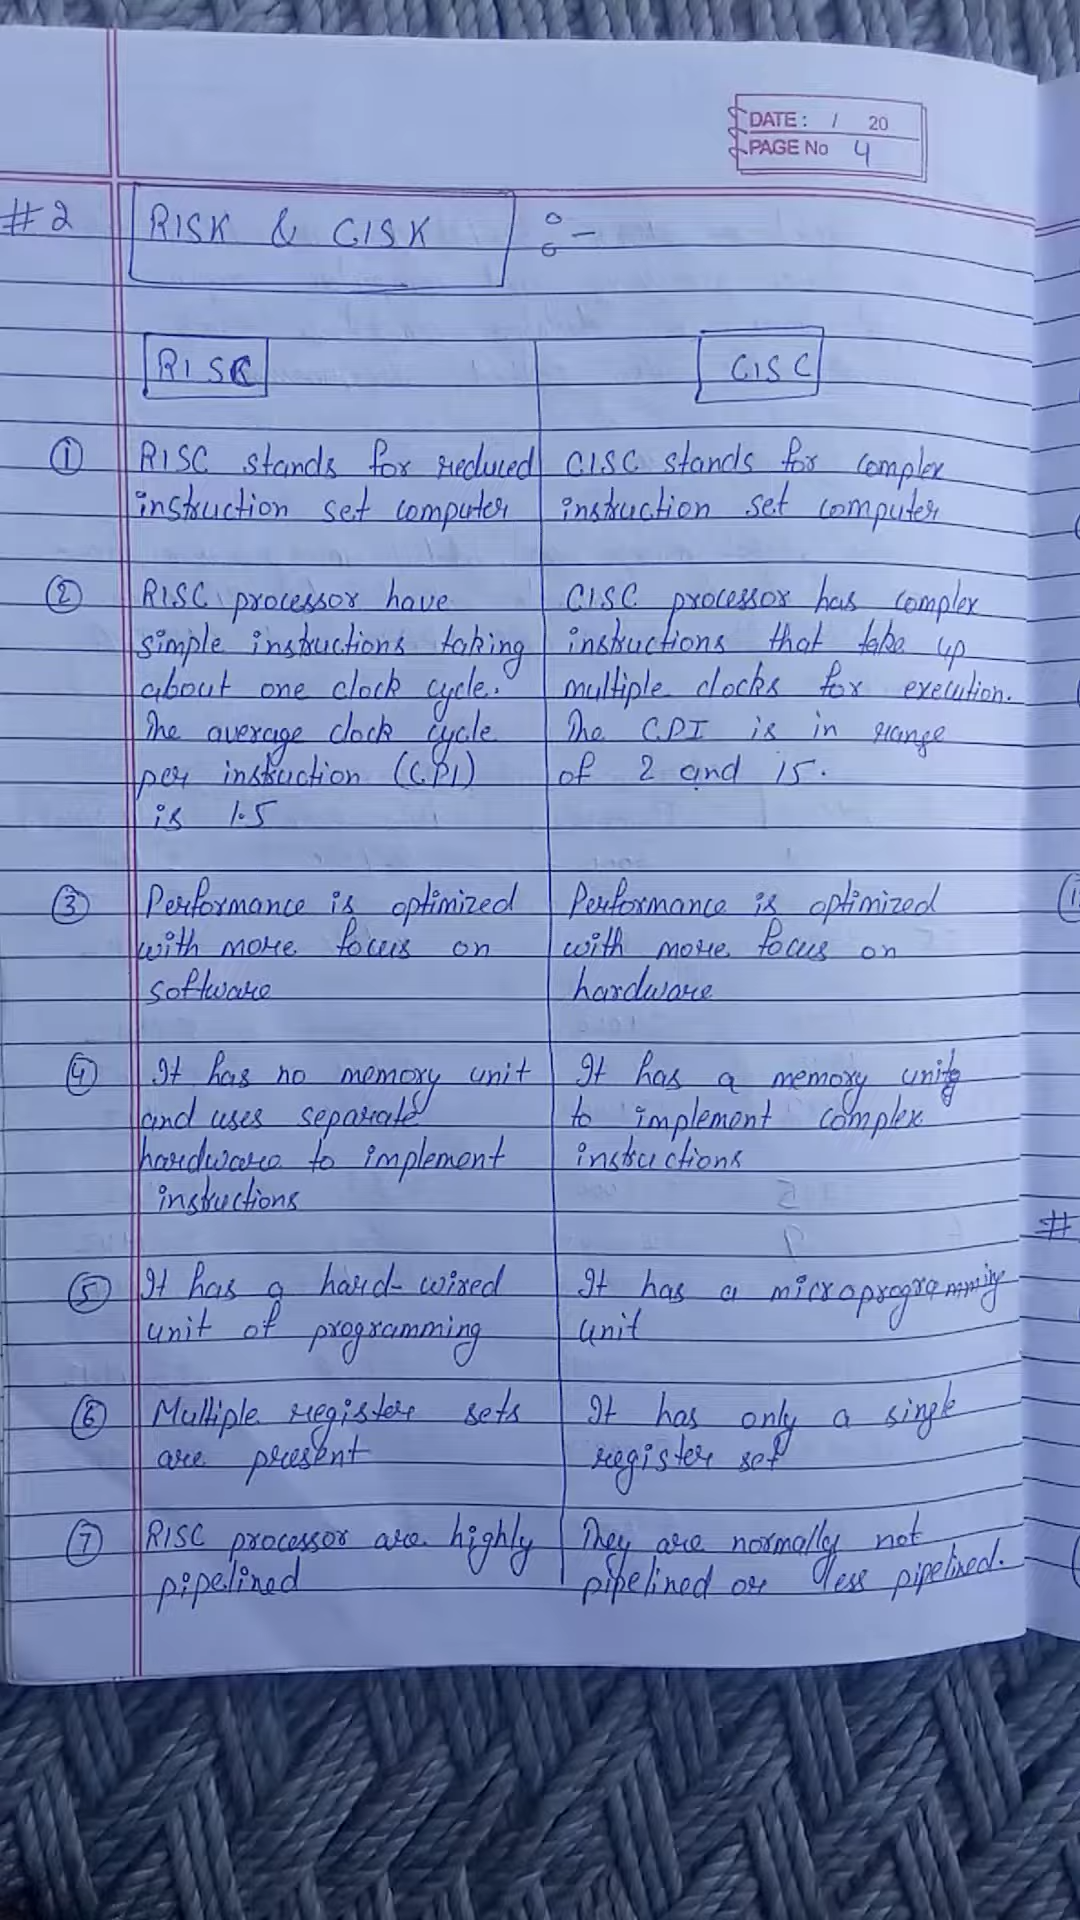 DATE : / 20
PAGE No 4
#2 RISK & CISK :-
RISC CISC
① RISC stands for reduced
instruction set computer
CISC stands for complex
instruction set computer
② RISC processor have
simple instructions taking
about one clock cycle.
The average clock cycle
per instruction (CPI)
is 1.5
CISC processor has complex
instructions that take up
multiple clocks for execution.
The CPI is in range
of 2 and 15.
③ Performance is optimized
with more focus on
software
Performance is optimized
with more focus on
hardware
④ It has no memory unit
and uses separate
hardware to implement
instructions
It has a memory unit
to implement complex
instructions
⑤ It has a hard-wired
unit of programming
It has a microprogramming
unit
⑥ Multiple register sets
are present
It has only a single
register set
⑦ RISC processor are highly
pipelined
They are normally not
pipelined or less pipelined.
#